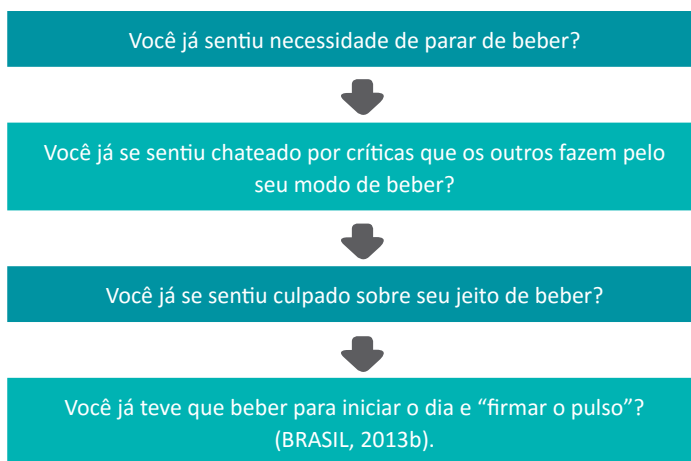 Você já sentiu necessidade de parar de beber?
Você já se sentiu chateado por críticas que os outros fazem pelo
seu modo de beber?
Você já se sentiu culpado sobre seu jeito de beber?
Você já teve que beber para iniciar o dia e “firmar o pulso”?
(BRASIL, 2013b).